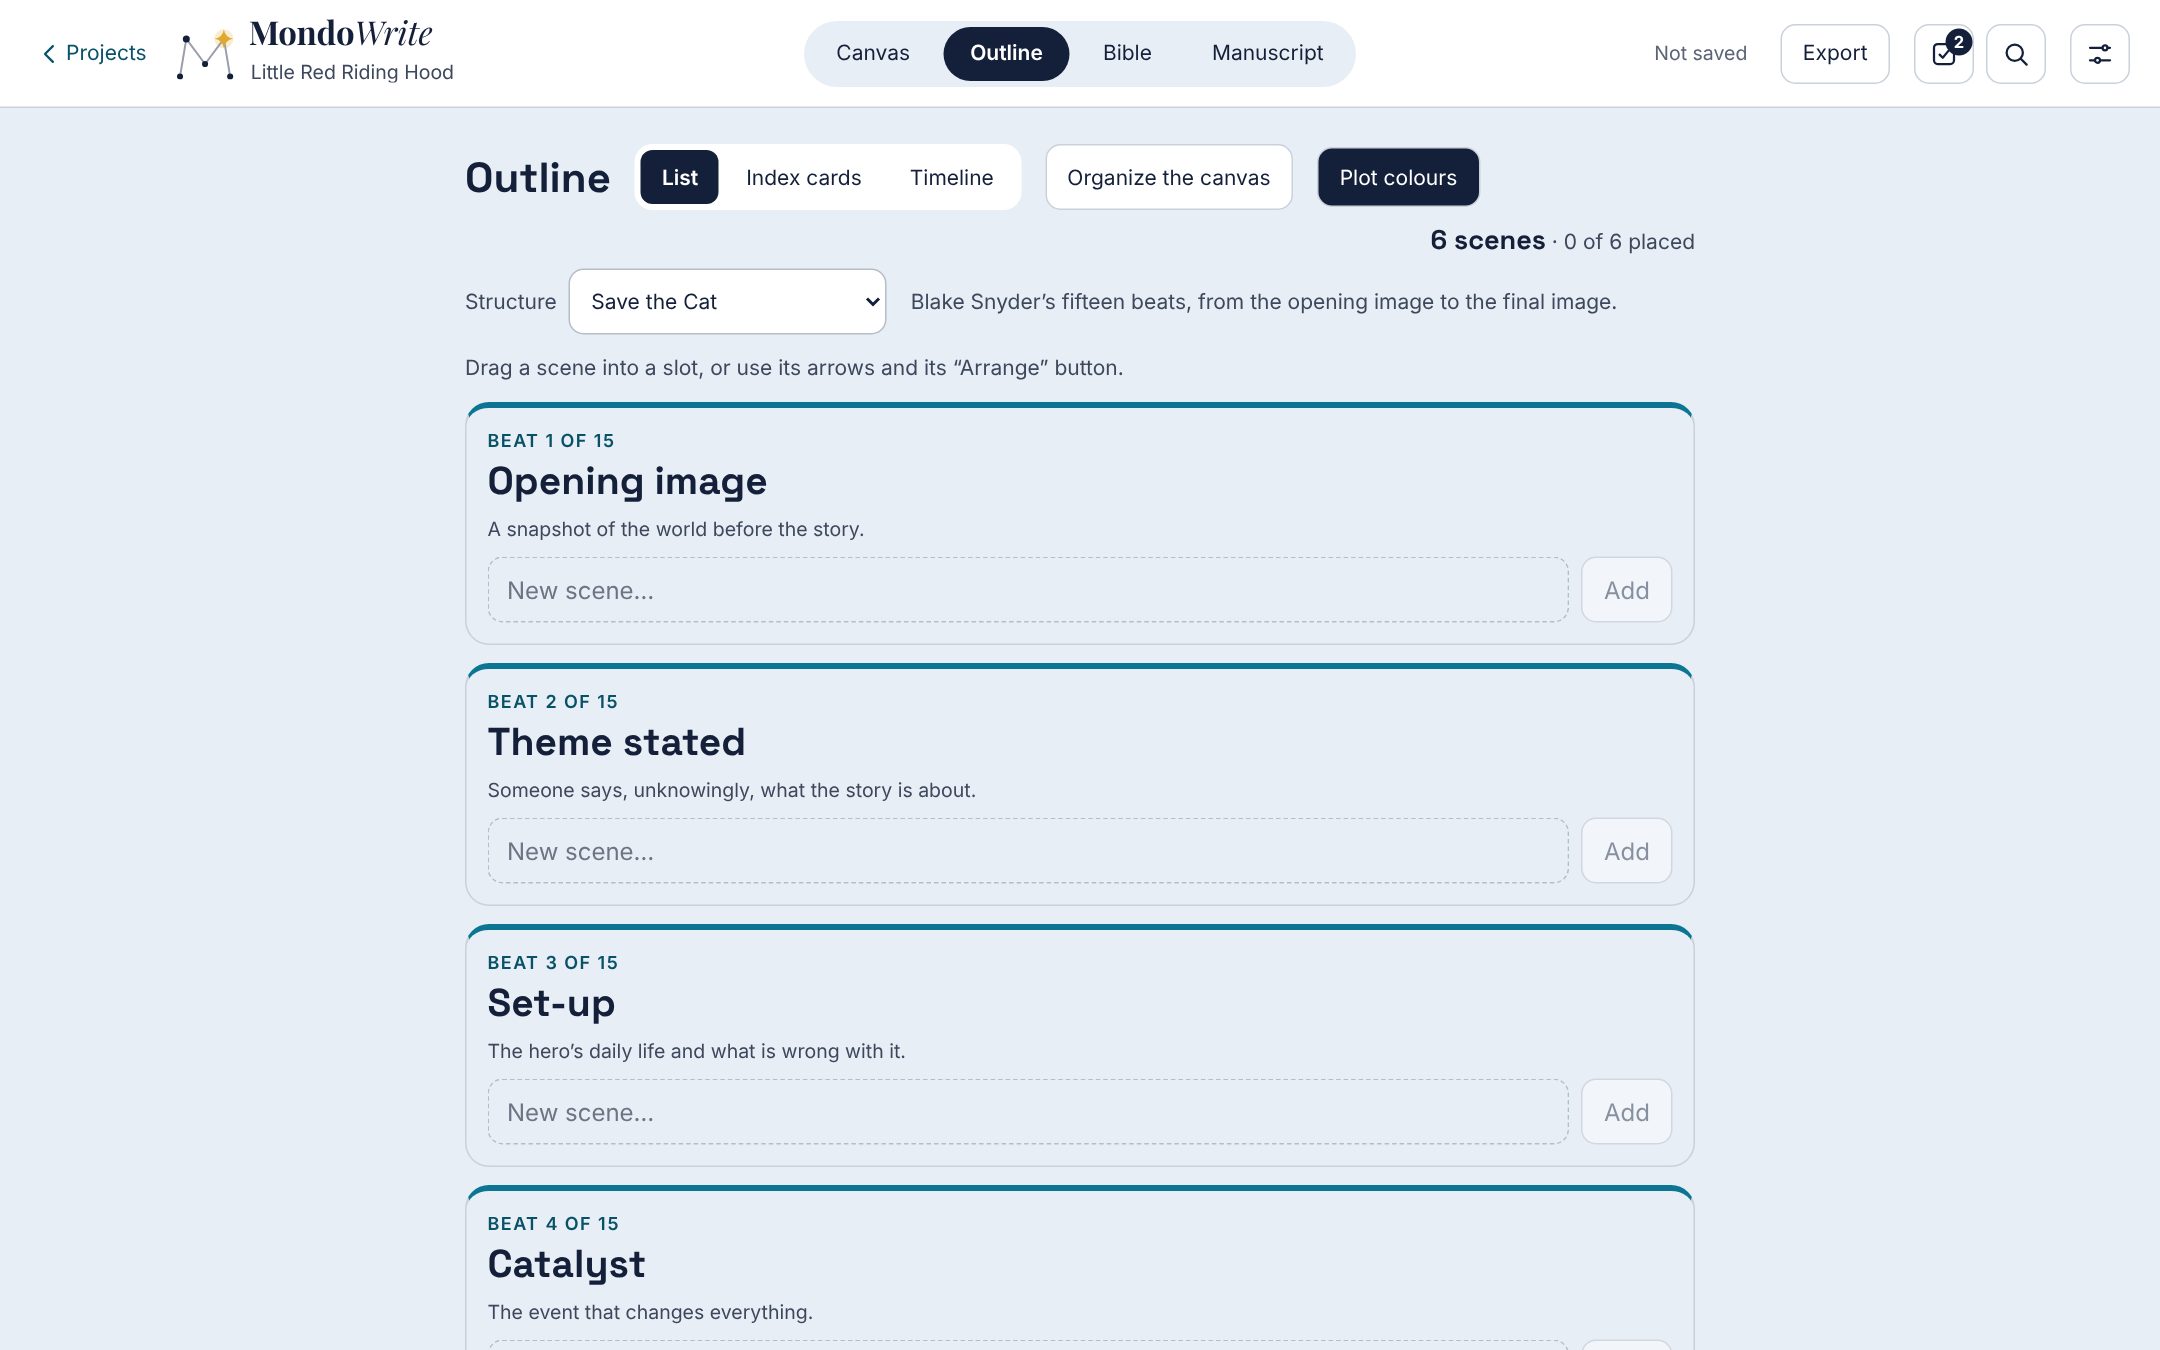 Projects
MondoWrite
Little Red Riding Hood
Canvas
Outline
Bible
Manuscript
Not saved
Export
2
Outline
List
Index cards
Timeline
Organize the canvas
Plot colours
6 scenes · 0 of 6 placed
Structure
Save the Cat
Blake Snyder’s fifteen beats, from the opening image to the final image.
Drag a scene into a slot, or use its arrows and its “Arrange” button.
BEAT 1 OF 15
Opening image
A snapshot of the world before the story.
New scene…
Add
BEAT 2 OF 15
Theme stated
Someone says, unknowingly, what the story is about.
New scene…
Add
BEAT 3 OF 15
Set-up
The hero’s daily life and what is wrong with it.
New scene…
Add
BEAT 4 OF 15
Catalyst
The event that changes everything.